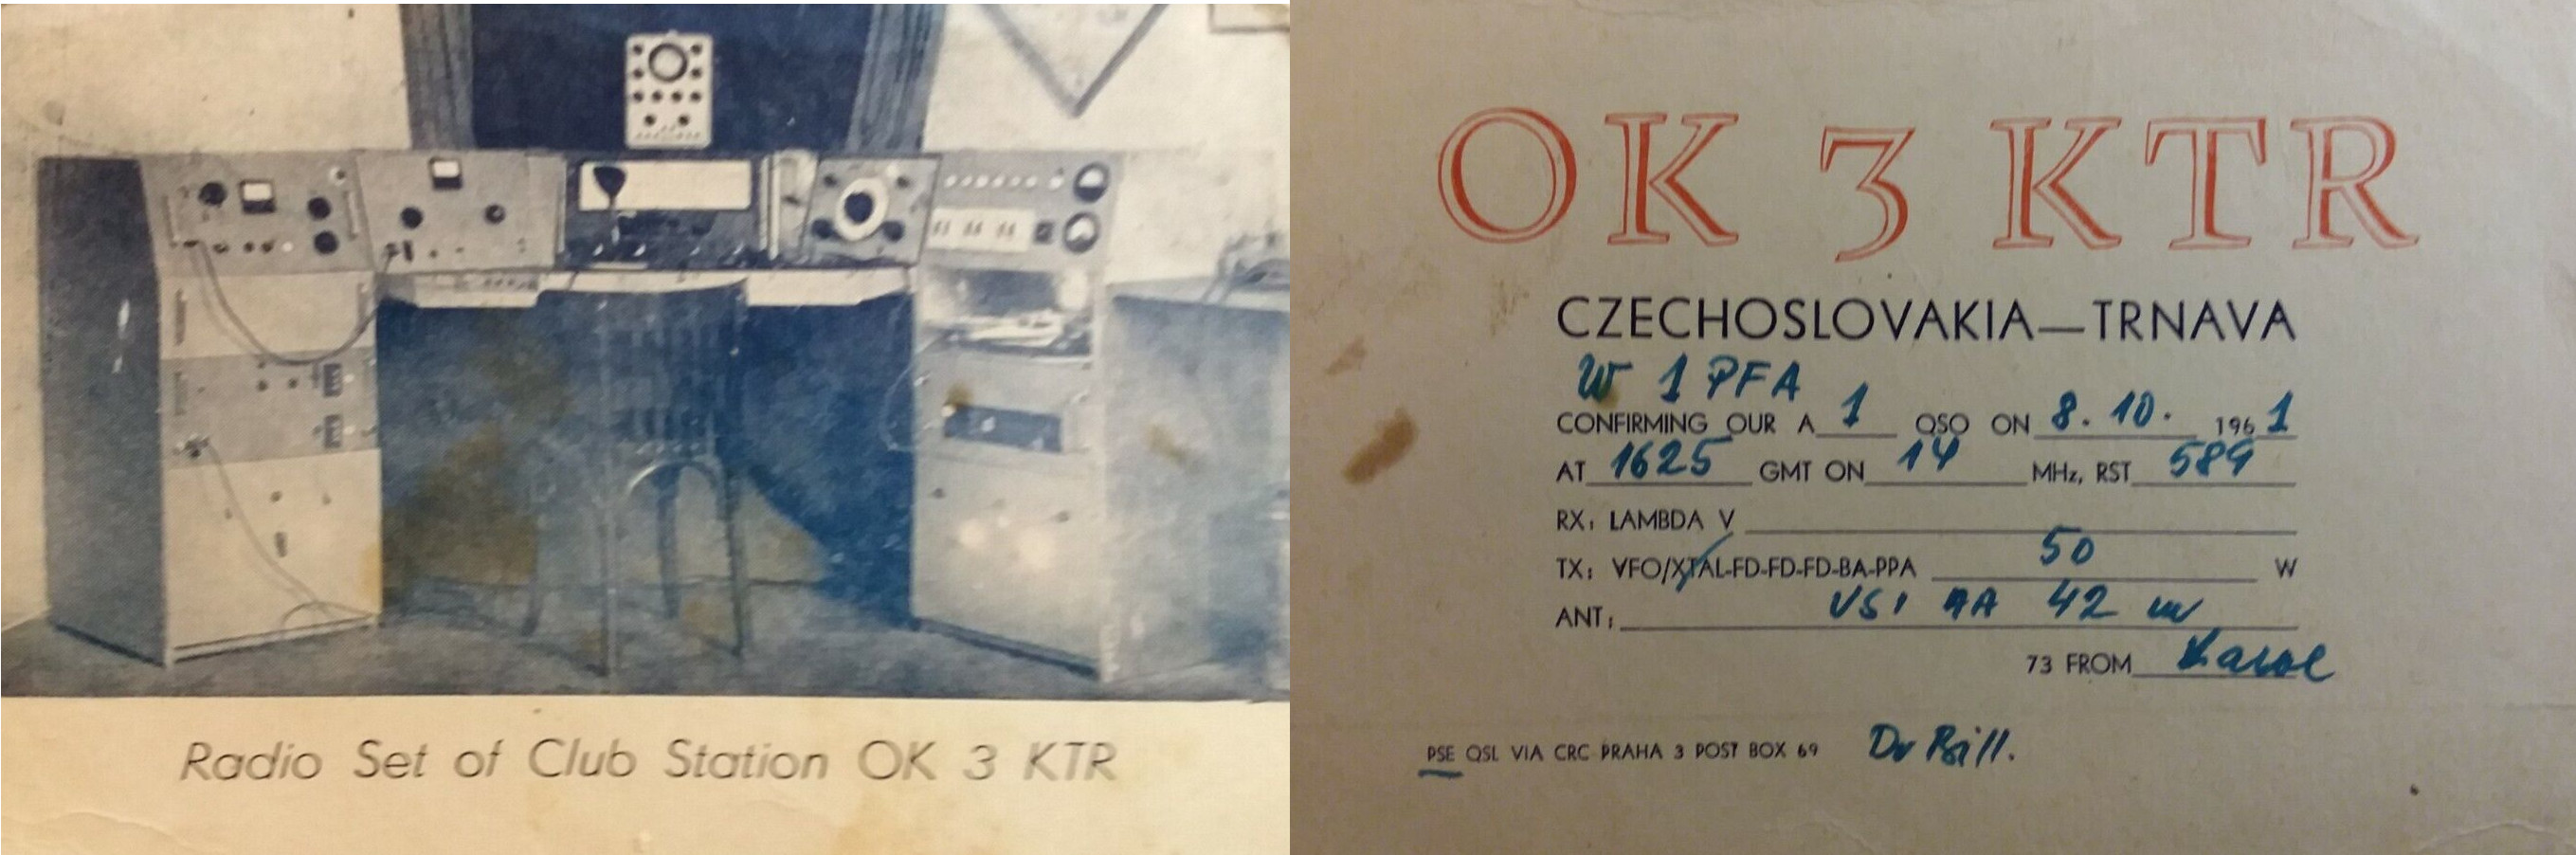 Radio Set of Club Station OK 3 KTR
OK 3 KTR
CZECHOSLOVAKIA—TRNAVA
W 1 PFA
CONFIRMING OUR A 1 QSO ON 8. 10. 1961
AT 1625 GMT ON 14 MHz, RST 589
RX: LAMBDA V
TX: VFO/XTAL-FD-FD-FD-BA-PPA 50 W
ANT: VS1 AA 42 m
73 FROM Karol
PSE QSL VIA CRC PRAHA 3 POST BOX 69 Dr Bill.